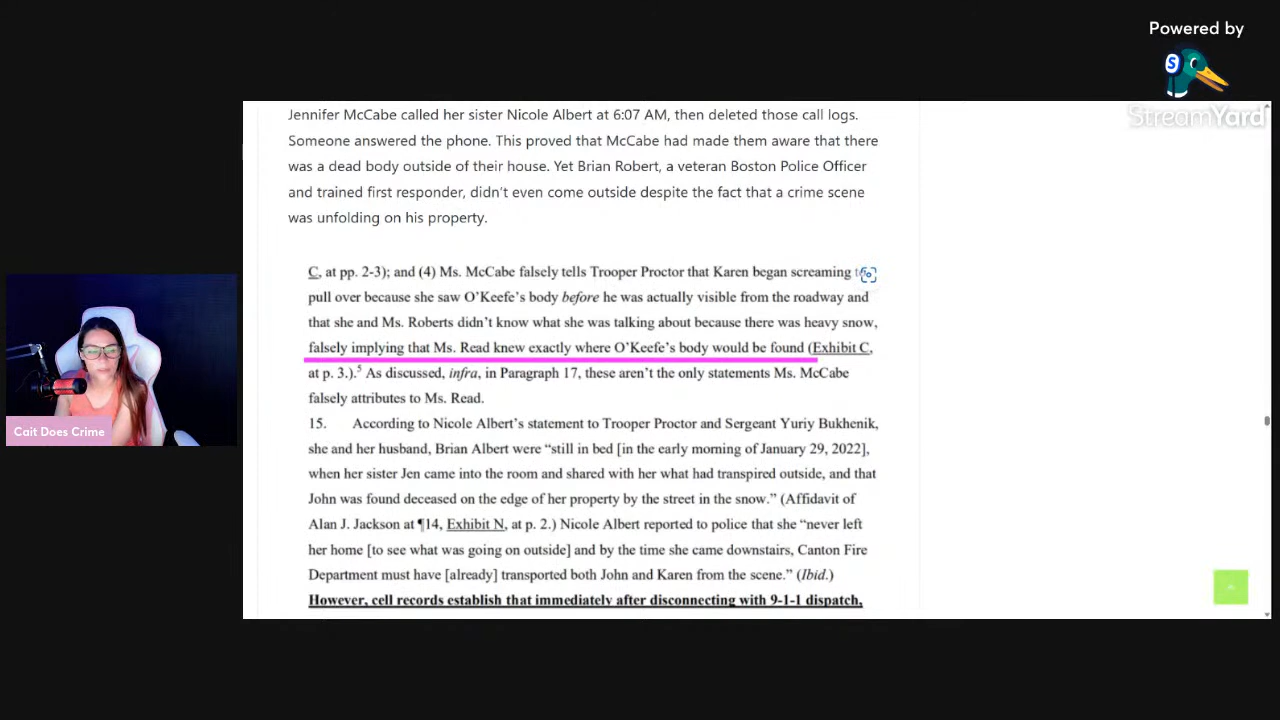 Powered by
S
StreamYard
Jennifer McCabe called her sister Nicole Albert at 6:07 AM, then deleted those call logs.
Someone answered the phone. This proved that McCabe had made them aware that there
was a dead body outside of their house. Yet Brian Robert, a veteran Boston Police Officer
and trained first responder, didn't even come outside despite the fact that a crime scene
was unfolding on his property.
C, at pp. 2-3); and (4) Ms. McCabe falsely tells Trooper Proctor that Karen began screaming
pull over because she saw O'Keefe's body before he was actually visible from the roadway and
that she and Ms. Roberts didn't know what she was talking about because there was heavy snow,
falsely implying that Ms. Read knew exactly where O'Keefe's body would be found (Exhibit C,
at p. 3.).⁵ As discussed, infra, in Paragraph 17, these aren't the only statements Ms. McCabe
falsely attributes to Ms. Read.
15. According to Nicole Albert's statement to Trooper Proctor and Sergeant Yuriy Bukhenik,
she and her husband, Brian Albert were "still in bed [in the early morning of January 29, 2022],
when her sister Jen came into the room and shared with her what had transpired outside, and that
John was found deceased on the edge of her property by the street in the snow." (Affidavit of
Alan J. Jackson at ¶14, Exhibit N, at p. 2.) Nicole Albert reported to police that she "never left
her home [to see what was going on outside] and by the time she came downstairs, Canton Fire
Department must have [already] transported both John and Karen from the scene." (Ibid.)
However, cell records establish that immediately after disconnecting with 9-1-1 dispatch,
Cait Does Crime